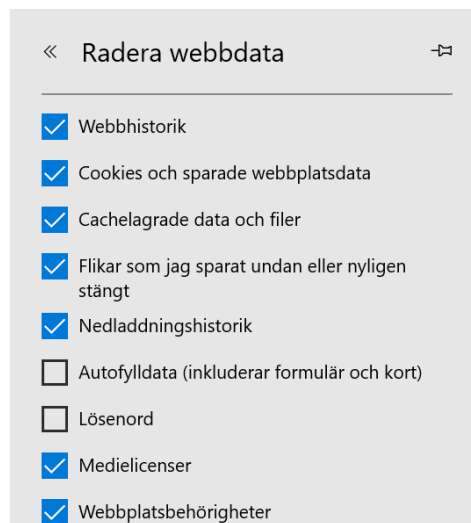 Radera webbdata
Webbhistorik
Cookies och sparade webbplatsdata
Cachelagrade data och filer
Flikar som jag sparat undan eller nyligen
stängt
Nedladdningshistorik
Autofylldata (inkluderar formulär och kort)
Lösenord
Medielicenser
Webbplatsbehörigheter